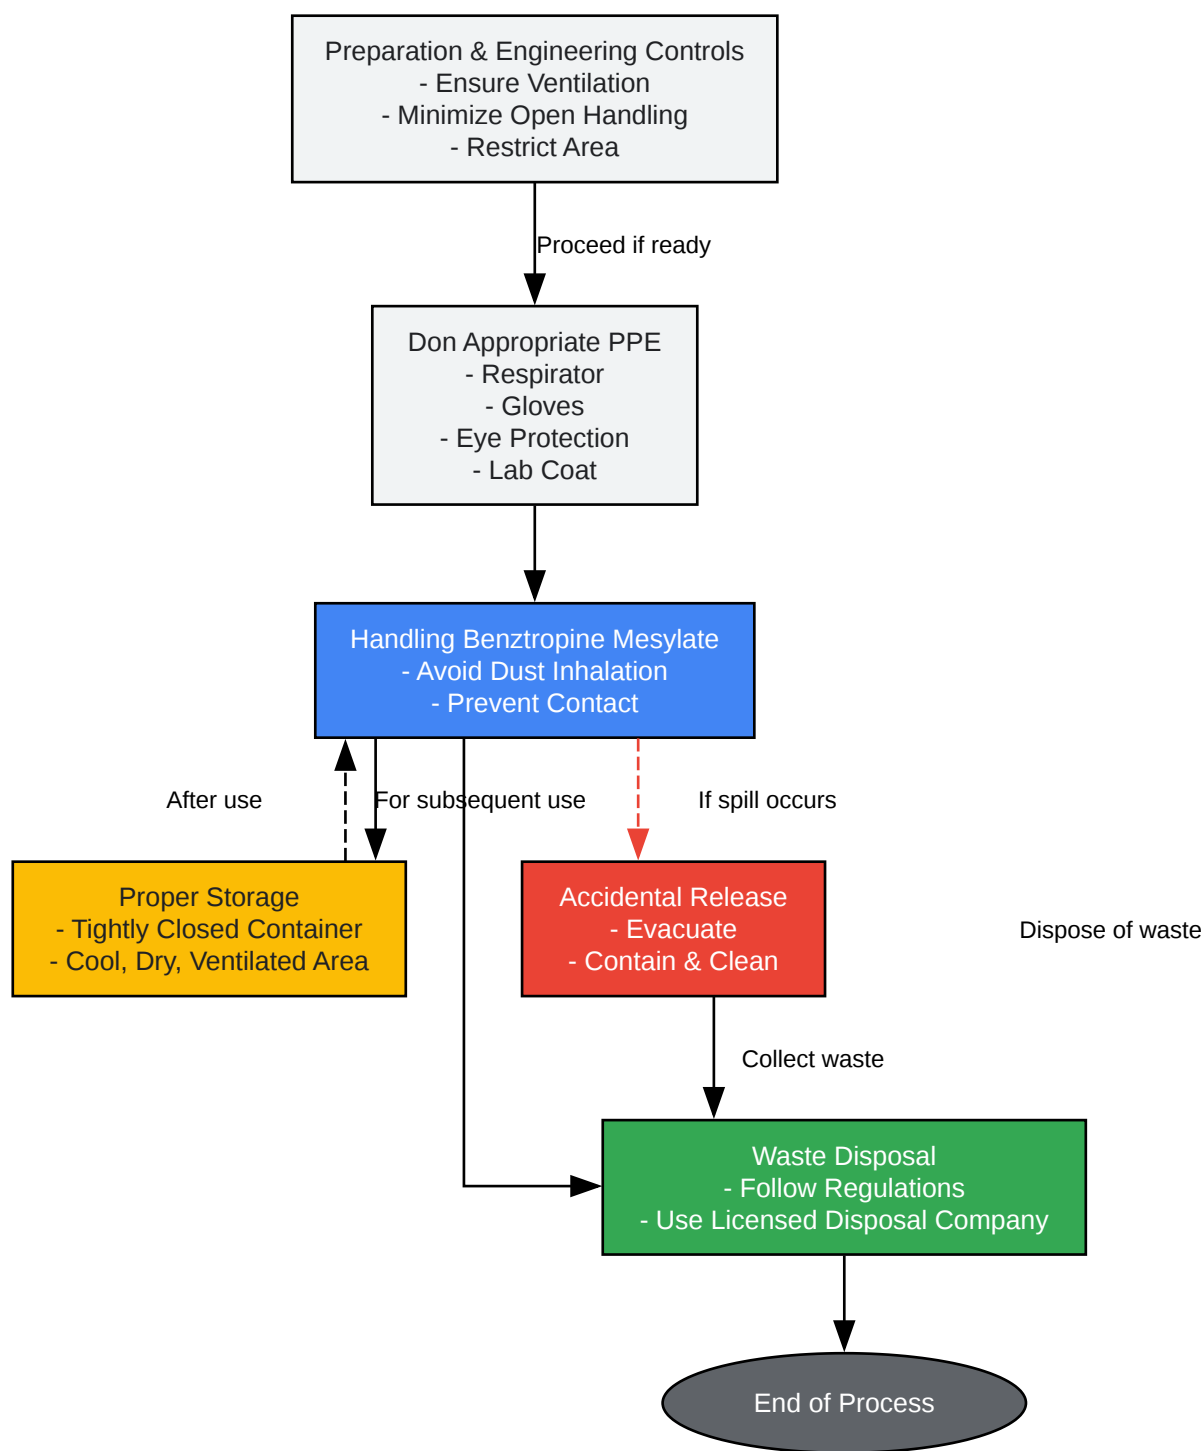 Preparation & Engineering Controls
- Ensure Ventilation
- Minimize Open Handling
- Restrict Area
Proceed if ready
Don Appropriate PPE
- Respirator
- Gloves
- Eye Protection
- Lab Coat
Handling Benztropine Mesylate
- Avoid Dust Inhalation
- Prevent Contact
After use
For subsequent use
If spill occurs
Proper Storage
- Tightly Closed Container
- Cool, Dry, Ventilated Area
Accidental Release
- Evacuate
- Contain & Clean
Dispose of waste
Collect waste
Waste Disposal
- Follow Regulations
- Use Licensed Disposal Company
End of Process